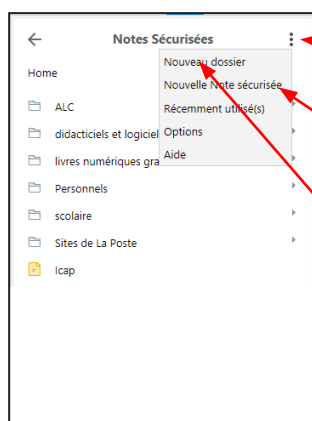 Notes Sécurisées
Nouveau dossier
Home
Nouvelle Note sécurisée
ALC
Récemment utilisé(s)
didacticiels et logiciel
Options
livres numériques gra
Aide
Personnels
scolaire
Sites de La Poste
Icap